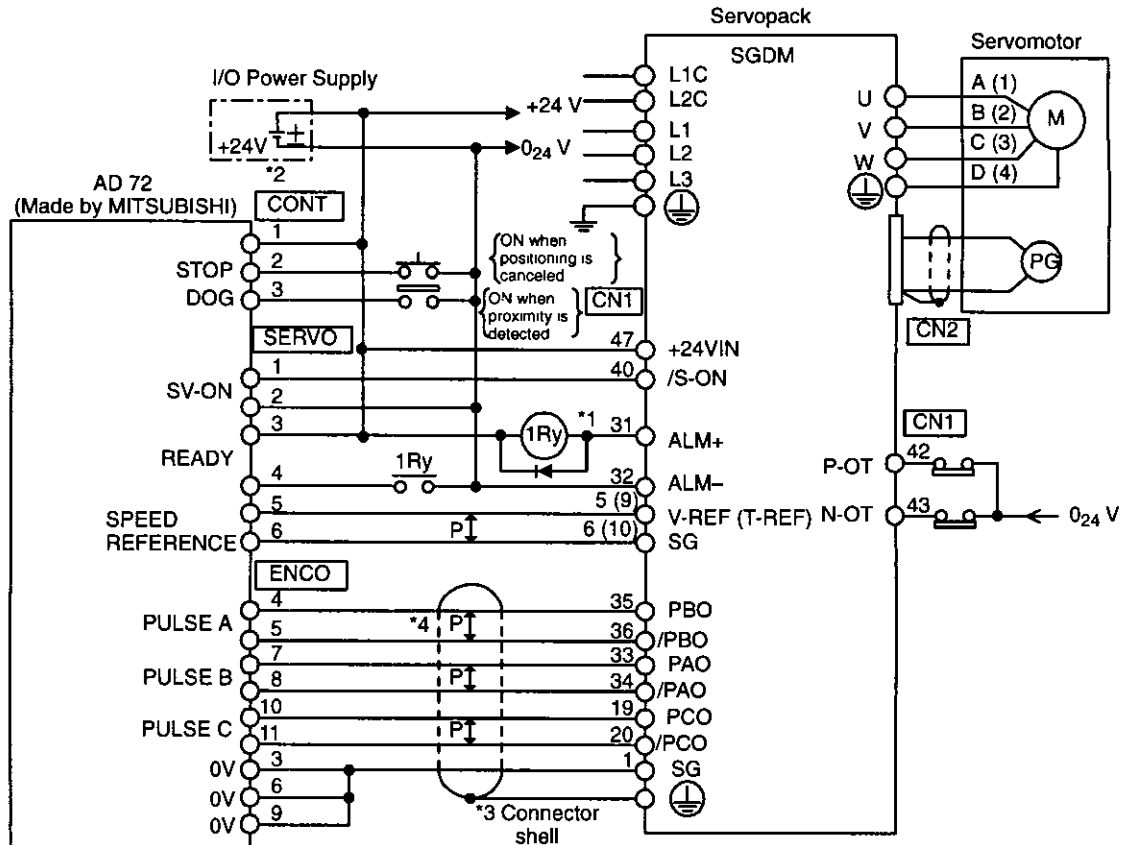 Servopack
SGDM
Servomotor
I/O Power Supply
+24V
*2
+24 V
0₂₄ V
L1C
L2C
L1
L2
L3
U
V
W
A (1)
B (2)
C (3)
D (4)
M
PG
CN2
AD 72
(Made by MITSUBISHI)
CONT
1
STOP 2
DOG 3
ON when
positioning is
canceled
ON when
proximity is
detected
CN1
SERVO
47 +24VIN
SV-ON
1
40 /S-ON
2
3
1Ry
*1
31 ALM+
READY
4
1Ry
32 ALM–
SPEED
REFERENCE
5
P
5 (9) V-REF (T-REF)
6
6 (10) SG
CN1
P-OT 42
N-OT 43
0₂₄ V
ENCO
PULSE A
4
*4
P
35 PBO
5
36 /PBO
PULSE B
7
P
33 PAO
8
34 /PAO
PULSE C
10
P
19 PCO
11
20 /PCO
0V 3
1 SG
0V 6
0V 9
*3 Connector
shell